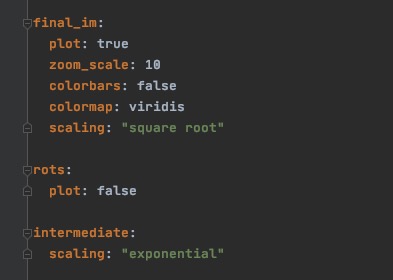 final_im:
  plot: true
  zoom_scale: 10
  colorbars: false
  colormap: viridis
  scaling: "square root"
rots:
  plot: false
intermediate:
  scaling: "exponential"